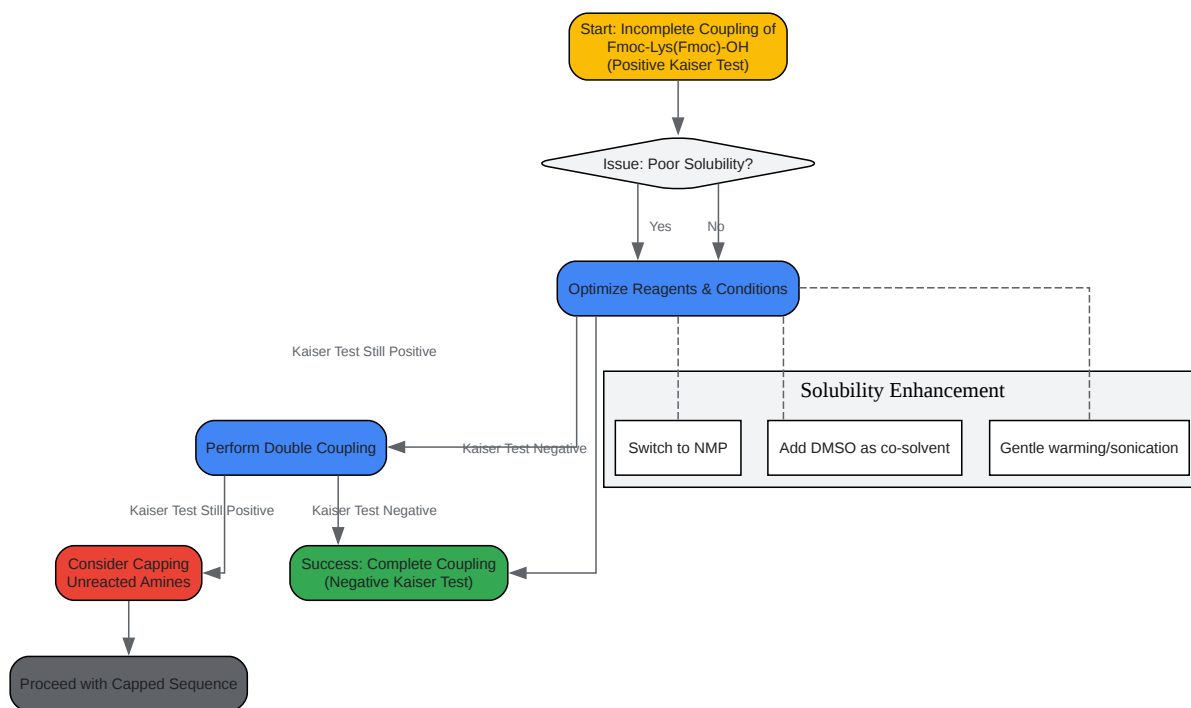 Start: Incomplete Coupling of
Fmoc-Lys(Fmoc)-OH
(Positive Kaiser Test)
Issue: Poor Solubility?
Yes
No
Optimize Reagents & Conditions
Kaiser Test Still Positive
Solubility Enhancement
Perform Double Coupling
Kaiser Test Negative
Switch to NMP
Add DMSO as co-solvent
Gentle warming/sonication
Kaiser Test Still Positive
Kaiser Test Negative
Consider Capping
Unreacted Amines
Success: Complete Coupling
(Negative Kaiser Test)
Proceed with Capped Sequence